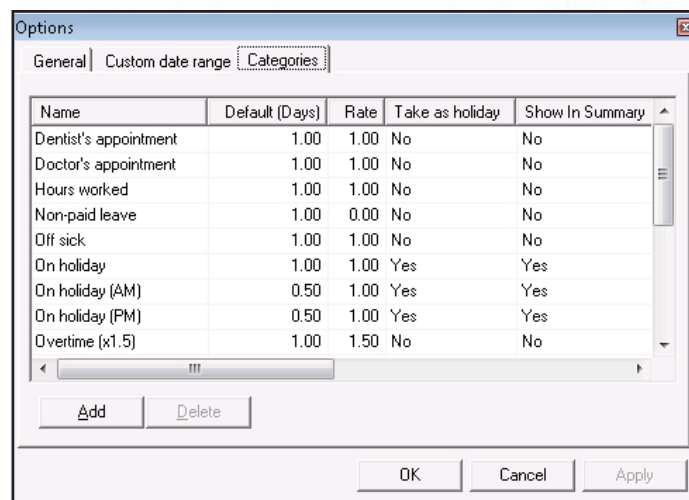 Options
General Custom date range Categories
Name Default (Days) Rate Take as holiday Show In Summary
Dentist's appointment 1.00 1.00 No No
Doctor's appointment 1.00 1.00 No No
Hours worked 1.00 1.00 No No
Non-paid leave 1.00 0.00 No No
Off sick 1.00 1.00 No No
On holiday 1.00 1.00 Yes Yes
On holiday (AM) 0.50 1.00 Yes Yes
On holiday (PM) 0.50 1.00 Yes Yes
Overtime (x1.5) 1.00 1.50 No No
Add Delete
OK Cancel Apply